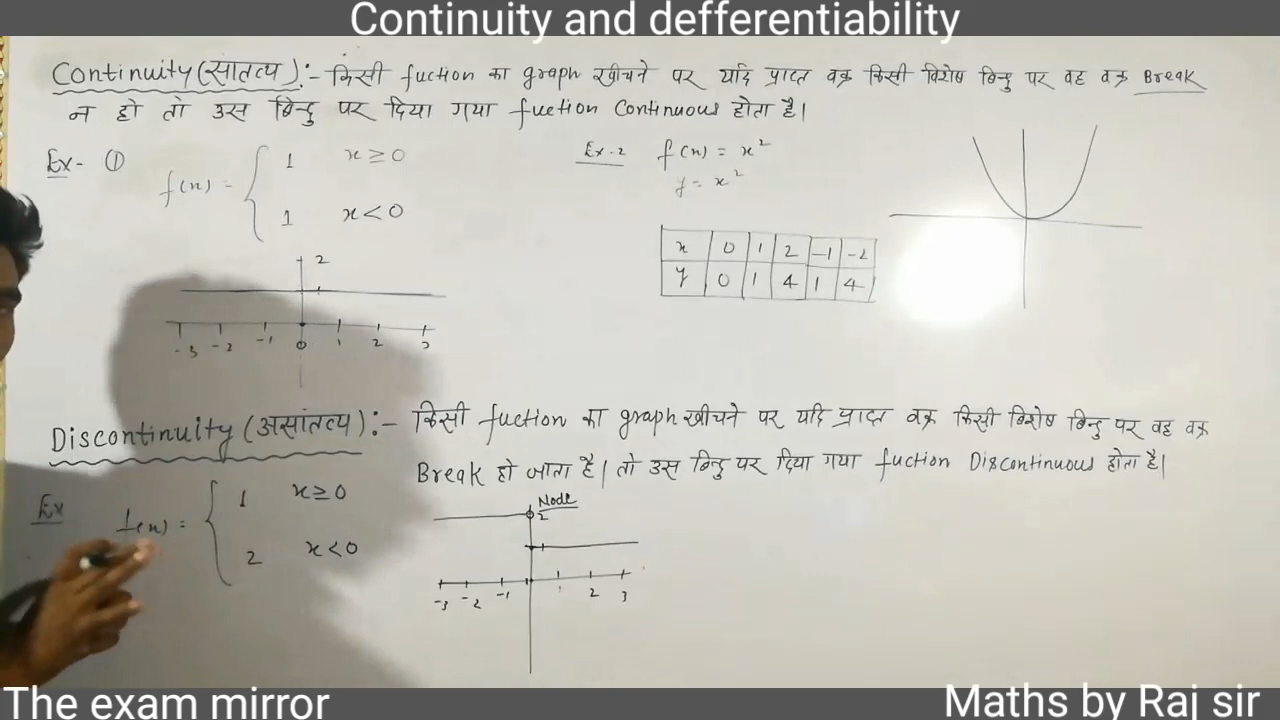 Continuity and defferentiability
Continuity (सातत्य) :- किसी fuction का graph खीचने पर यदि प्राप्त वक्र किसी विशेष बिन्दु पर वह वक्र Break
न हो तो उस बिन्दु पर दिया गया fuction Continuous होता है।
Ex- ①
f(x) = { 1 x ≥ 0
1 x < 0
2
-3 -2 -1 0 1 2 3
Ex-2 f(x) = x²
y = x²
x 0 1 2 -1 -2
y 0 1 4 1 4
Discontinuity (असांतत्य) :- किसी fuction का graph खीचने पर यदि प्राप्त वक्र किसी विशेष बिन्दु पर वह वक्र
Break हो जाता है। तो उस बिन्दु पर दिया गया fuction Discontinuous होता है।
Ex
f(x) = { 1 x ≥ 0
2 x < 0
Node
2
-3 -2 -1 1 2 3
The exam mirror
Maths by Raj sir